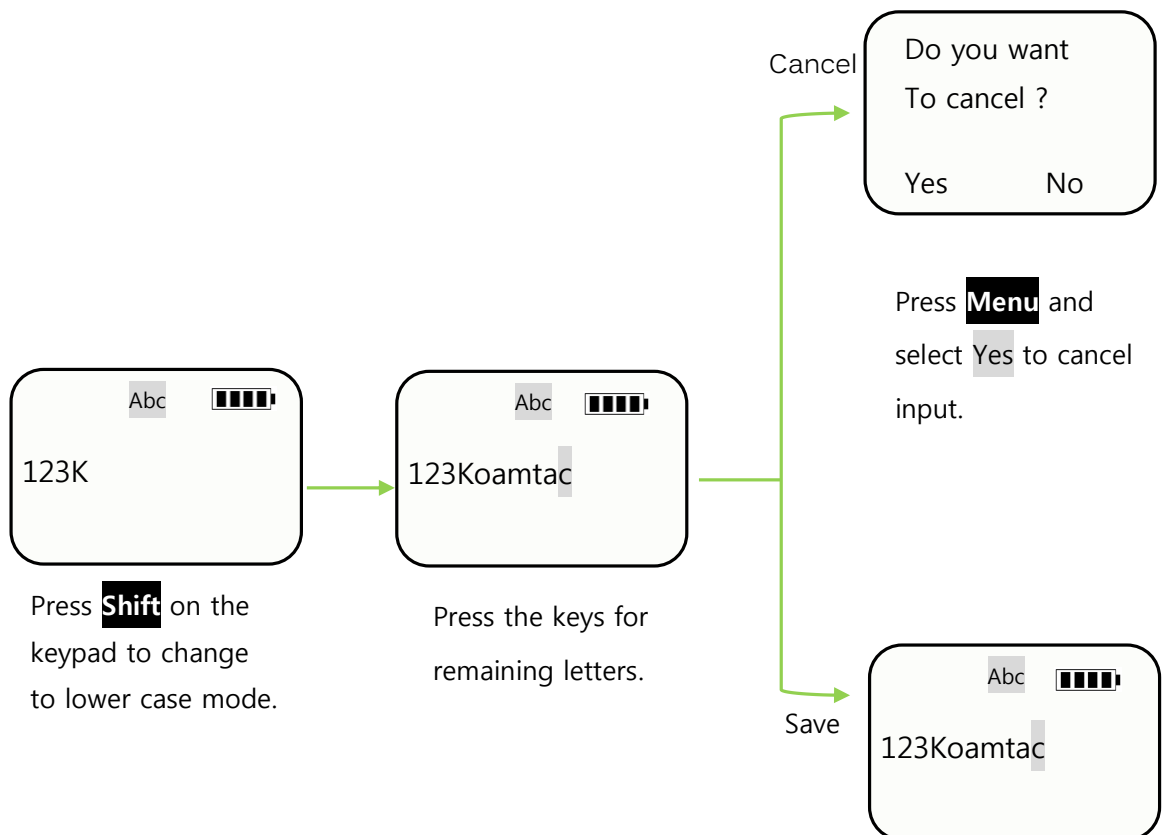 Cancel
Do you want
To cancel ?
Yes No
Press Menu and
select Yes to cancel
input.
Abc
123K
Press Shift on the
keypad to change
to lower case mode.
Abc
123Koamtac
Press the keys for
remaining letters.
Save
Abc
123Koamtac